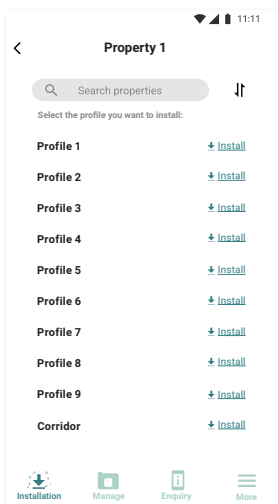 11:11
Property 1
Search properties
Select the profile you want to install:
Profile 1 Install
Profile 2 Install
Profile 3 Install
Profile 4 Install
Profile 5 Install
Profile 6 Install
Profile 7 Install
Profile 8 Install
Profile 9 Install
Corridor Install
Installation Manage Enquiry More